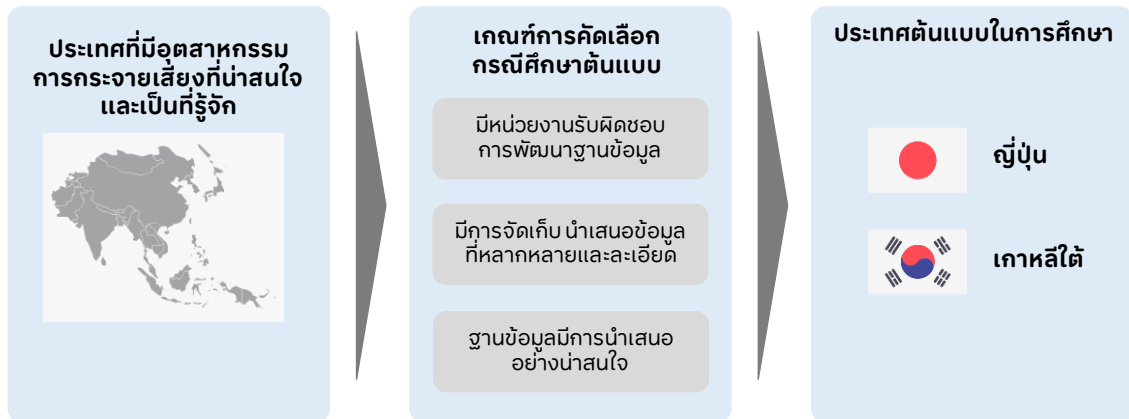 ประเทศที่มีอุตสาหกรรม
การกระจายเสียงที่น่าสนใจ
และเป็นที่รู้จัก
เกณฑ์การคัดเลือก
กรณีศึกษาต้นแบบ
มีหน่วยงานรับผิดชอบ
การพัฒนาฐานข้อมูล
มีการจัดเก็บ นำเสนอข้อมูล
ที่หลากหลายและละเอียด
ฐานข้อมูลมีการนำเสนอ
อย่างน่าสนใจ
ประเทศต้นแบบในการศึกษา
ญี่ปุ่น
เกาหลีใต้